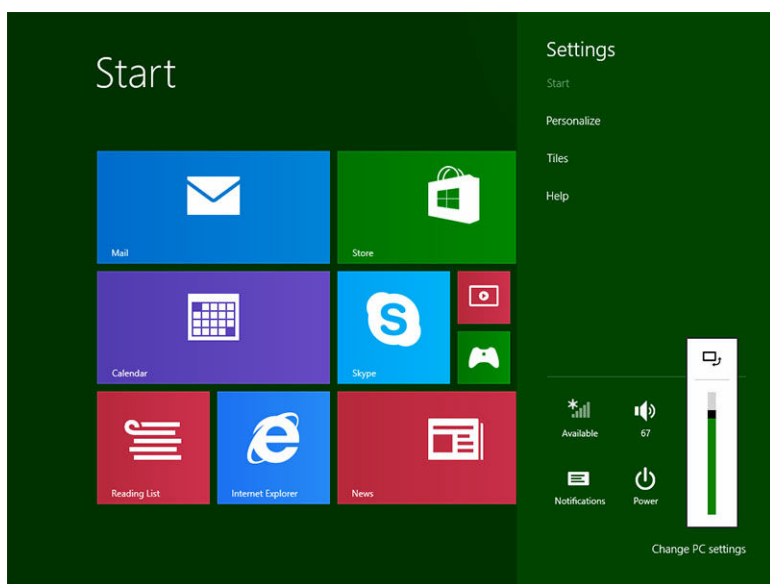 Start
Mail
Store
Calendar
Skype
Reading List
Internet Explorer
News
Settings
Start
Personalize
Tiles
Help
Available
67
Notifications
Power
Change PC settings